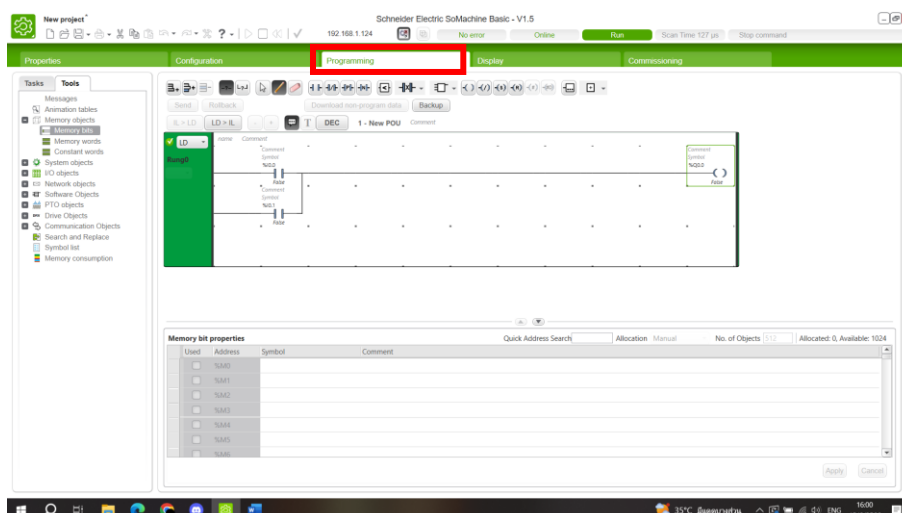 New project*
Schneider Electric SoMachine Basic - V1.5
192.168.1.124
No error
Online
Run
Scan Time 127 μs
Stop command
Properties
Configuration
Programming
Display
Commissioning
Tasks
Tools
Messages
Animation tables
Memory objects
Memory bits
Memory words
Constant words
System objects
I/O objects
Network objects
Software Objects
PTO objects
Drive Objects
Communication Objects
Search and Replace
Symbol list
Memory consumption
Send
Rollback
Download non-program data
Backup
IL > LD
LD > IL
T
DEC
1 - New POU
Comment
LD
name
Comment
Rung0
Comment
Symbol
%I0.0
False
Comment
Symbol
%I0.1
False
Comment
Symbol
%Q0.0
False
Memory bit properties
Quick Address Search
Allocation
Manual
No. of Objects
512
Allocated: 0, Available: 1024
Used
Address
Symbol
Comment
%M0
%M1
%M2
%M3
%M4
%M5
%M6
Apply
Cancel
35°C
ENG
16:00